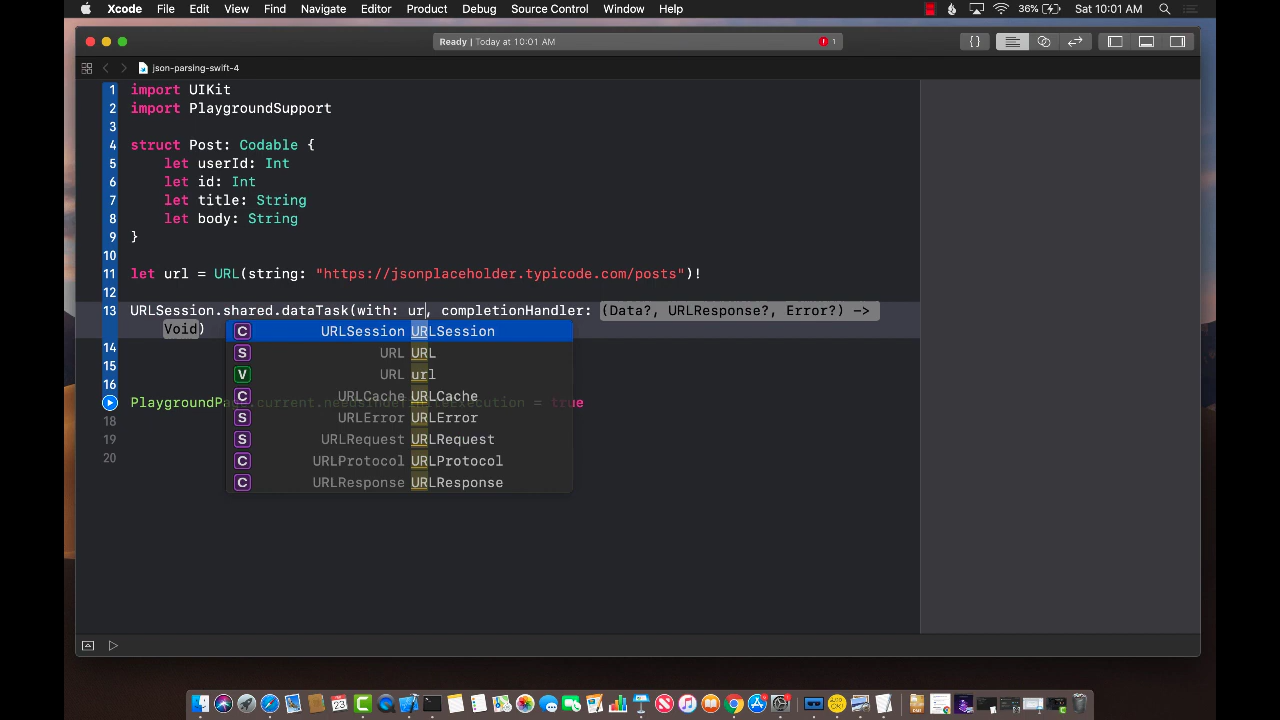 Xcode File Edit View Find Navigate Editor Product Debug Source Control Window Help 36% Sat 10:01 AM
Ready | Today at 10:01 AM 1
json-parsing-swift-4
1 import UIKit
2 import PlaygroundSupport
3
4 struct Post: Codable {
5 let userId: Int
6 let id: Int
7 let title: String
8 let body: String
9 }
10
11 let url = URL(string: "https://jsonplaceholder.typicode.com/posts")!
12
13 URLSession.shared.dataTask(with: ur, completionHandler: (Data?, URLResponse?, Error?) ->
Void)
C URLSession URLSession
14
S URL URL
15
V URL url
16
C URLCache URLCache
PlaygroundPage.current.needsIndefiniteExecution = true
18
S URLError URLError
19
S URLRequest URLRequest
20
C URLProtocol URLProtocol
C URLResponse URLResponse